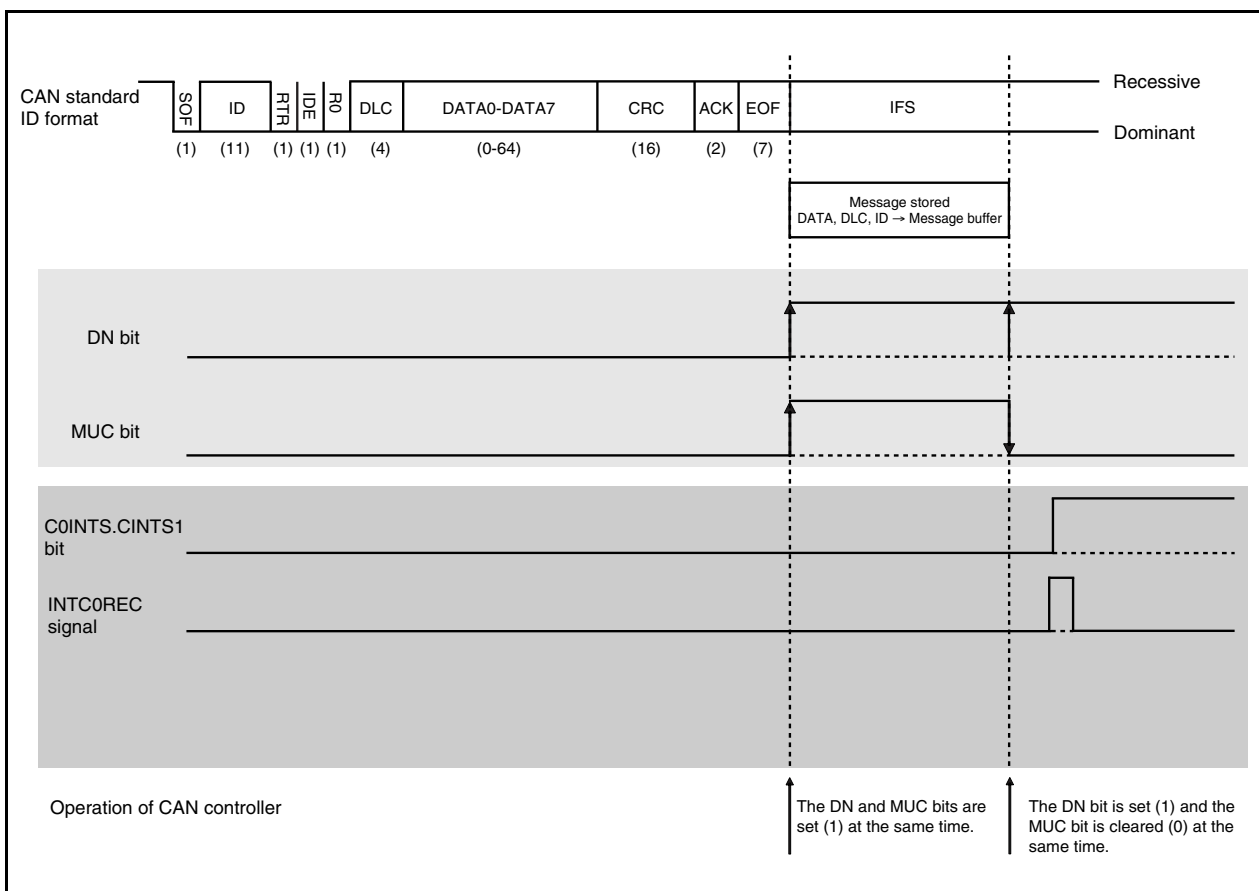 Recessive
CAN standard
ID format
SOF
ID
RTR
IDE
R0
DLC
DATA0-DATA7
CRC
ACK
EOF
IFS
Dominant
(1)
(11)
(1)
(1)
(1)
(4)
(0-64)
(16)
(2)
(7)
Message stored
DATA, DLC, ID → Message buffer
DN bit
MUC bit
C0INTS.CINTS1
bit
INTC0REC
signal
Operation of CAN controller
The DN and MUC bits are
set (1) at the same time.
The DN bit is set (1) and the
MUC bit is cleared (0) at the
same time.